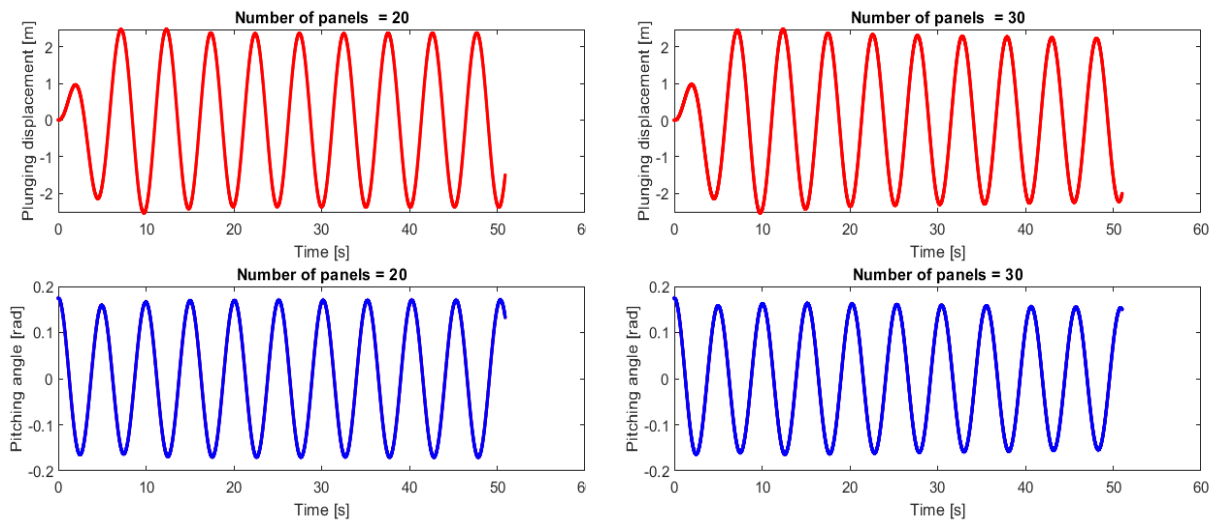 Number of panels = 20
Plunging displacement [m]
2
1
0
-1
-2
0 10 20 30 40 50 6
Time [s]
Number of panels = 30
Plunging displacement [m]
2
1
0
-1
-2
0 10 20 30 40 50 60
Time [s]
Number of panels = 20
Pitching angle [rad]
0.2
0.1
0
-0.1
-0.2
0 10 20 30 40 50 6
Time [s]
Number of panels = 30
Pitching angle [rad]
0.2
0.1
0
-0.1
-0.2
0 10 20 30 40 50 60
Time [s]